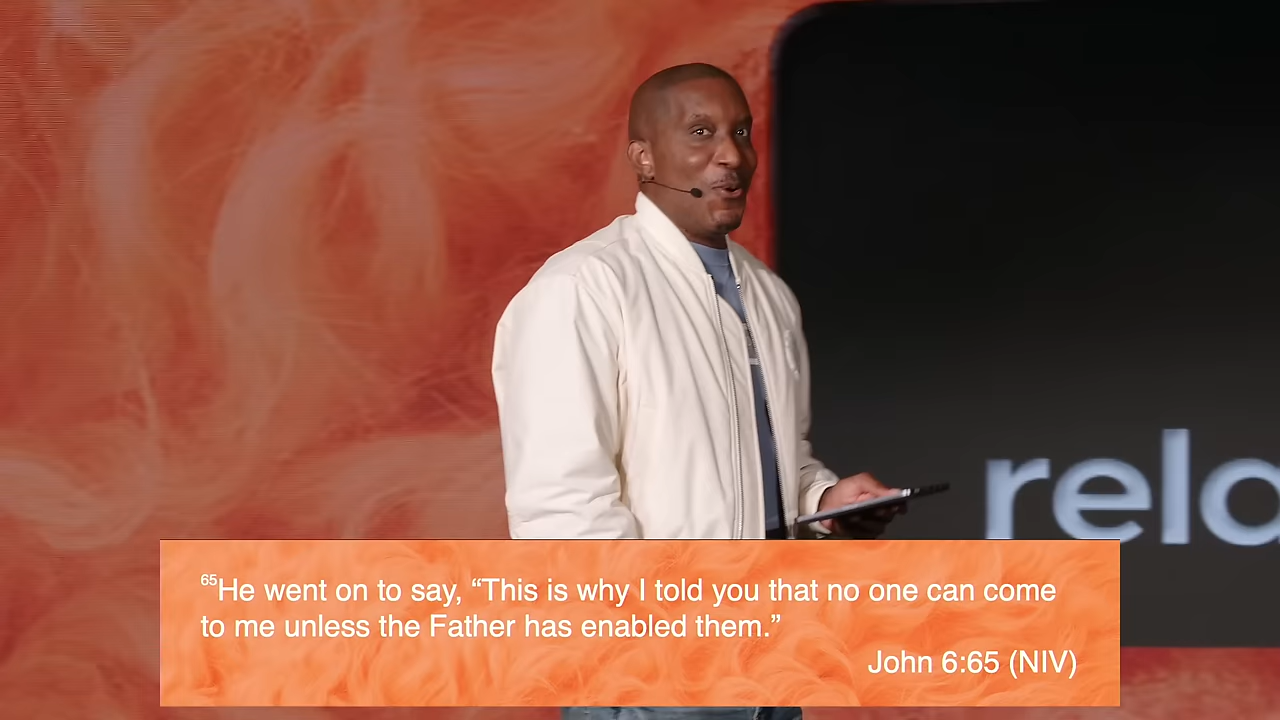 rela
⁶⁵He went on to say, “This is why I told you that no one can come
to me unless the Father has enabled them.”
John 6:65 (NIV)